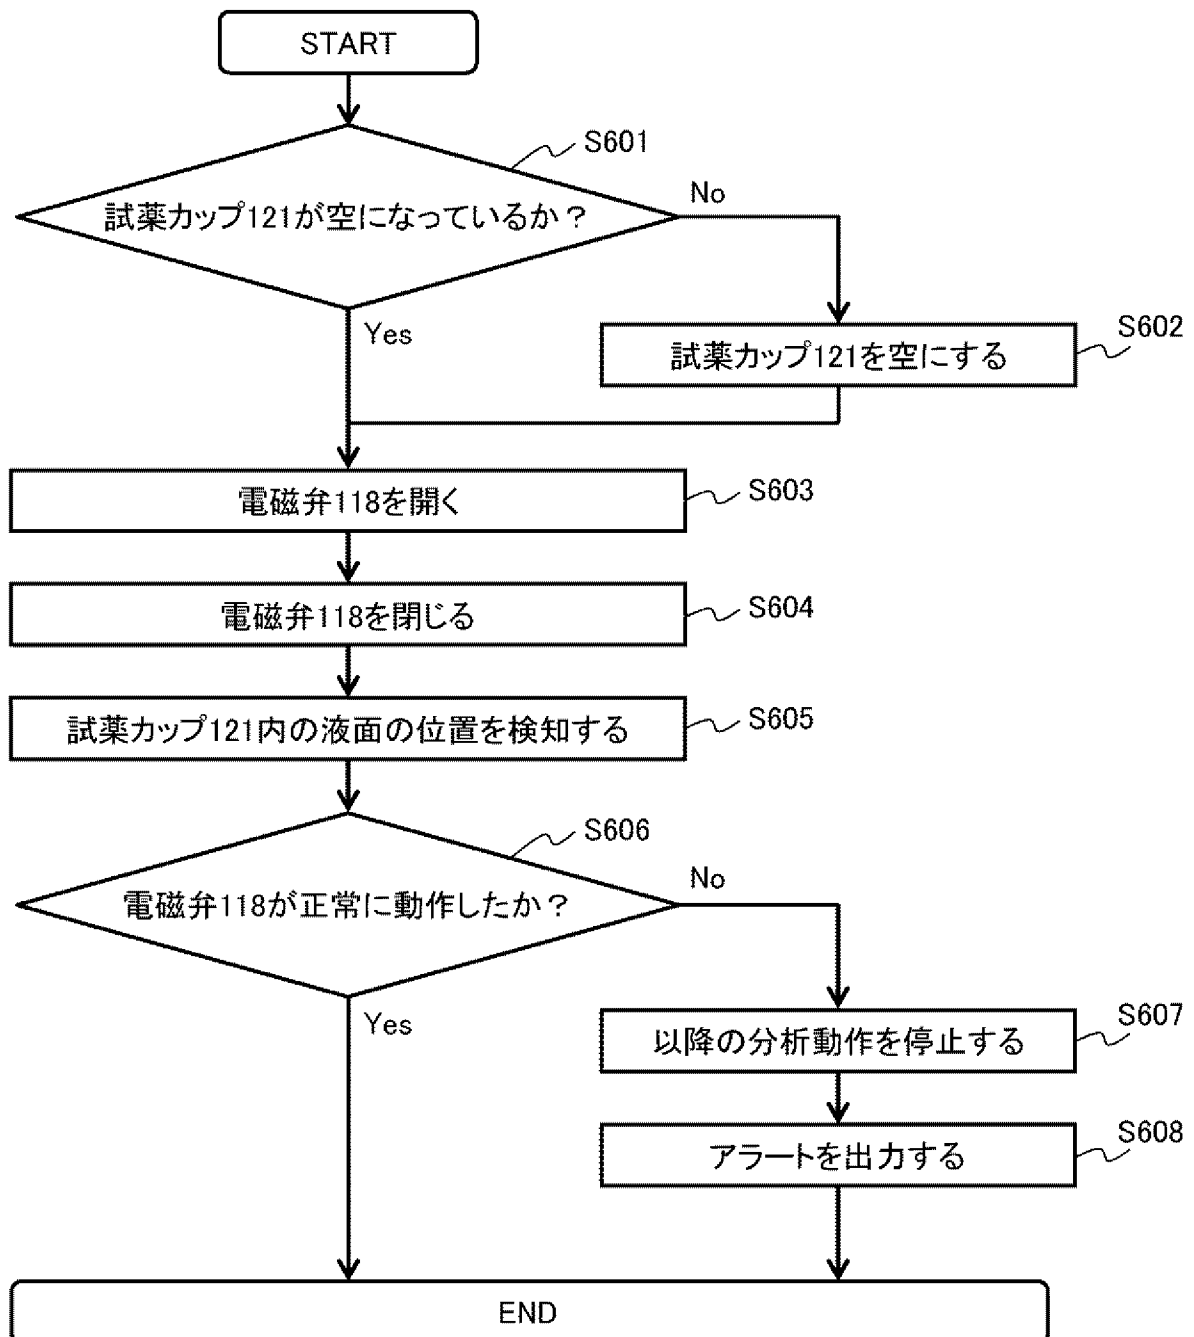 START
S601
試薬カップ121が空になっているか？
No
Yes
S602
試薬カップ121を空にする
電磁弁118を開く
S603
電磁弁118を閉じる
S604
試薬カップ121内の液面の位置を検知する
S605
S606
電磁弁118が正常に動作したか？
No
Yes
S607
以降の分析動作を停止する
S608
アラートを出力する
END